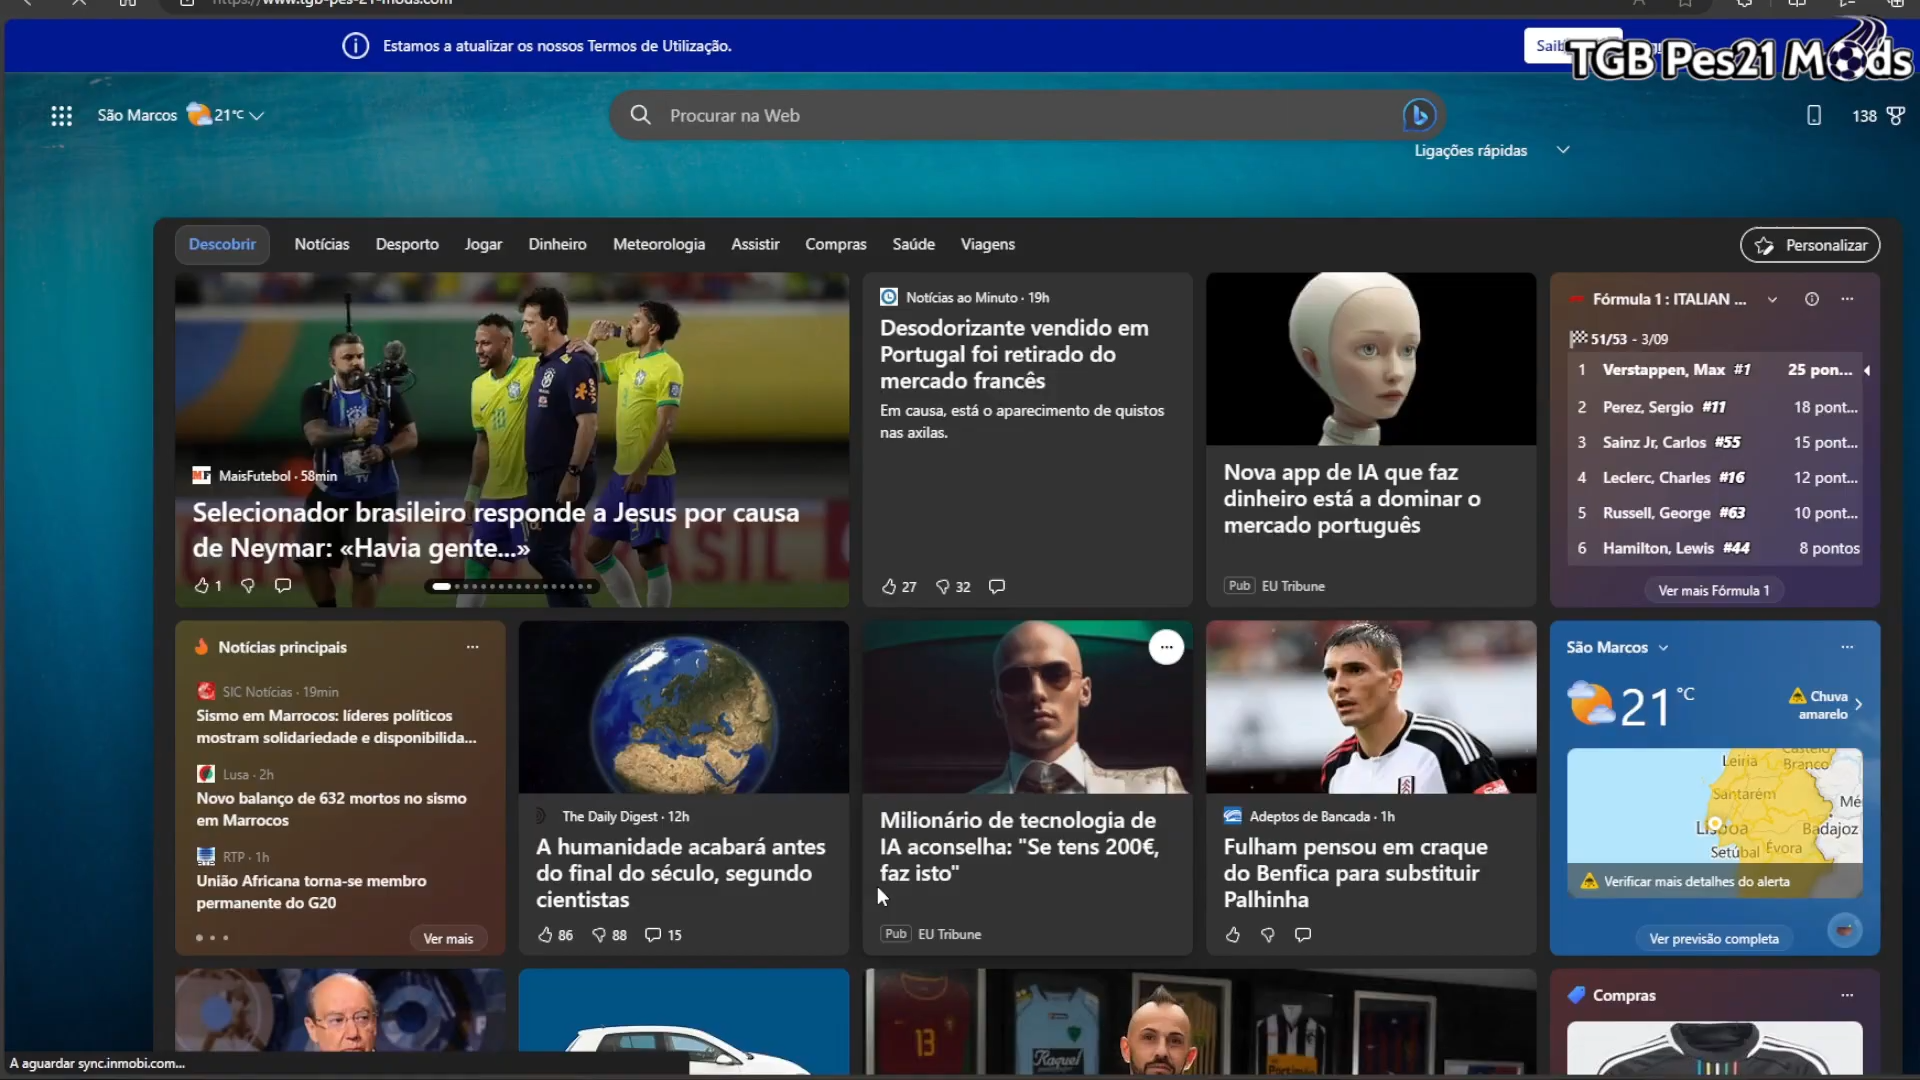 https://www.tgb-pes-21-mods.com
Estamos a atualizar os nossos Termos de Utilização.
TGB Pes21 Mods
São Marcos 21°C
Procurar na Web
138
Ligações rápidas
Descobrir Notícias Desporto Jogar Dinheiro Meteorologia Assistir Compras Saúde Viagens
Personalizar
MaisFutebol · 58min
Selecionador brasileiro responde a Jesus por causa
de Neymar: «Havia gente...»
1
Notícias ao Minuto · 19h
Desodorizante vendido em
Portugal foi retirado do
mercado francês
Em causa, está o aparecimento de quistos
nas axilas.
27 32
Nova app de IA que faz
dinheiro está a dominar o
mercado português
Pub EU Tribune
Fórmula 1 : ITALIAN ...
51/53 - 3/09
1 Verstappen, Max #1 25 pon...
2 Perez, Sergio #11 18 pont...
3 Sainz Jr, Carlos #55 15 pont...
4 Leclerc, Charles #16 12 pont...
5 Russell, George #63 10 pont...
6 Hamilton, Lewis #44 8 pontos
Ver mais Fórmula 1
Notícias principais
SIC Notícias · 19min
Sismo em Marrocos: líderes políticos
mostram solidariedade e disponibilida...
Lusa · 2h
Novo balanço de 632 mortos no sismo
em Marrocos
RTP · 1h
União Africana torna-se membro
permanente do G20
Ver mais
The Daily Digest · 12h
A humanidade acabará antes
do final do século, segundo
cientistas
86 88 15
Milionário de tecnologia de
IA aconselha: "Se tens 200€,
faz isto"
Pub EU Tribune
Adeptos de Bancada · 1h
Fulham pensou em craque
do Benfica para substituir
Palhinha
São Marcos
21 °C
Chuva
amarelo
Leiria
Castelo
Branco
Santarém
Lisboa
Badajoz
Setúbal
Évora
Verificar mais detalhes do alerta
Ver previsão completa
Compras
13
Raquel
A aguardar sync.inmobi.com...